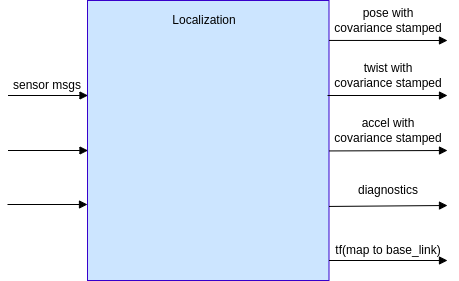 Localization
sensor msgs
pose with
covariance stamped
twist with
covariance stamped
accel with
covariance stamped
diagnostics
tf(map to base_link)